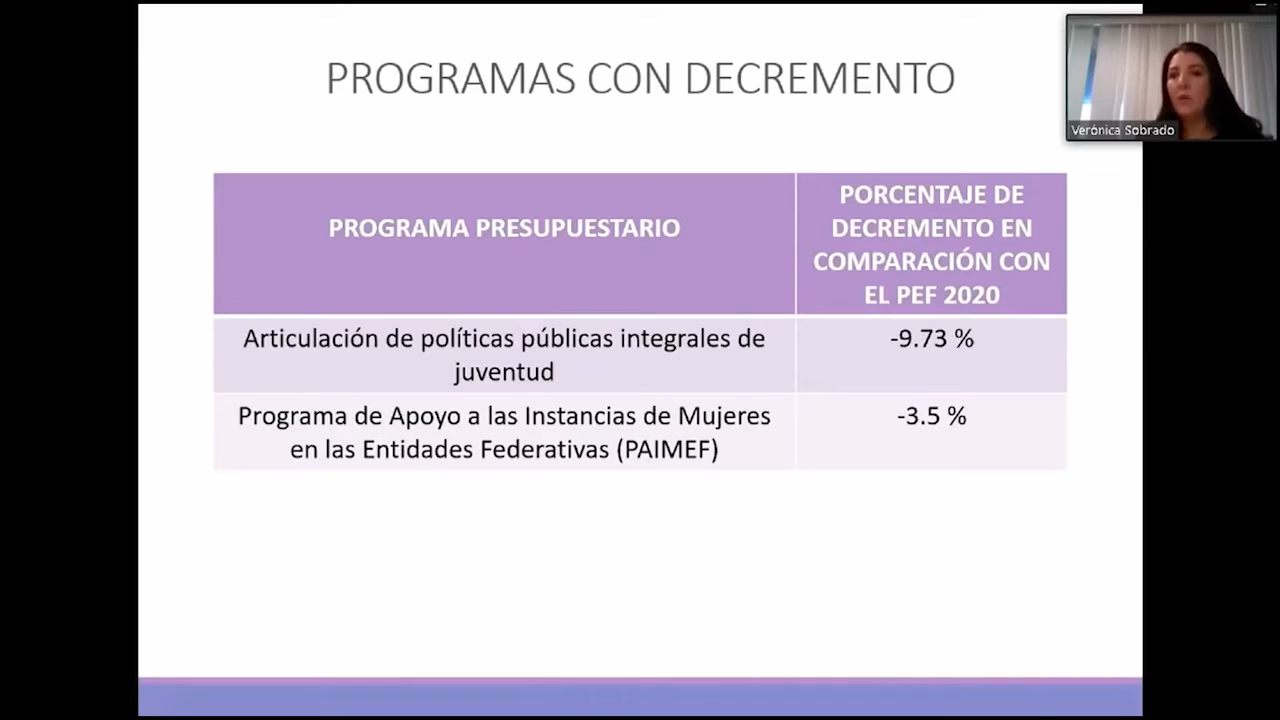 PROGRAMAS CON DECREMENTO
Verónica Sobrado
PROGRAMA PRESUPUESTARIO
PORCENTAJE DE
DECREMENTO EN
COMPARACIÓN CON
EL PEF 2020
Articulación de políticas públicas integrales de
juventud
-9.73 %
Programa de Apoyo a las Instancias de Mujeres
en las Entidades Federativas (PAIMEF)
-3.5 %